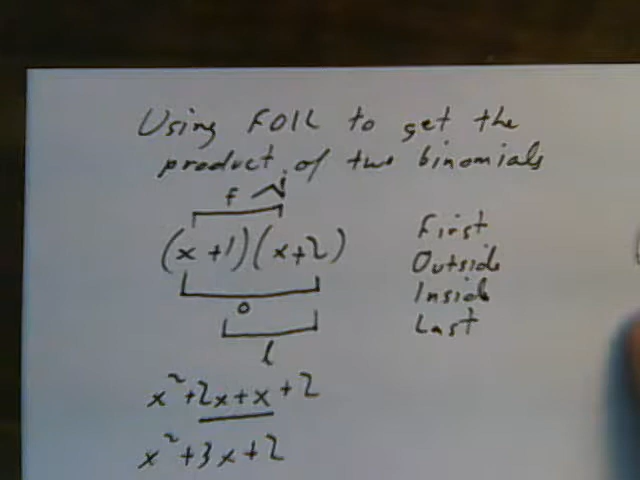 Using FOIL to get the
product of two binomials
F i
(x+1)(x+2)
o
l
First
Outside
Inside
Last
x²+2x+x+2
x²+3x+2